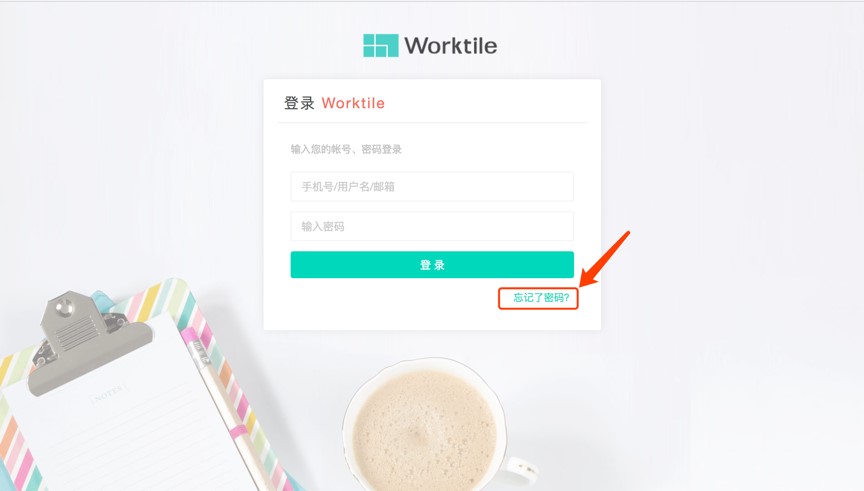 Worktile
登录 Worktile
输入您的帐号、密码登录
手机号/用户名/邮箱
输入密码
登 录
忘记了密码?